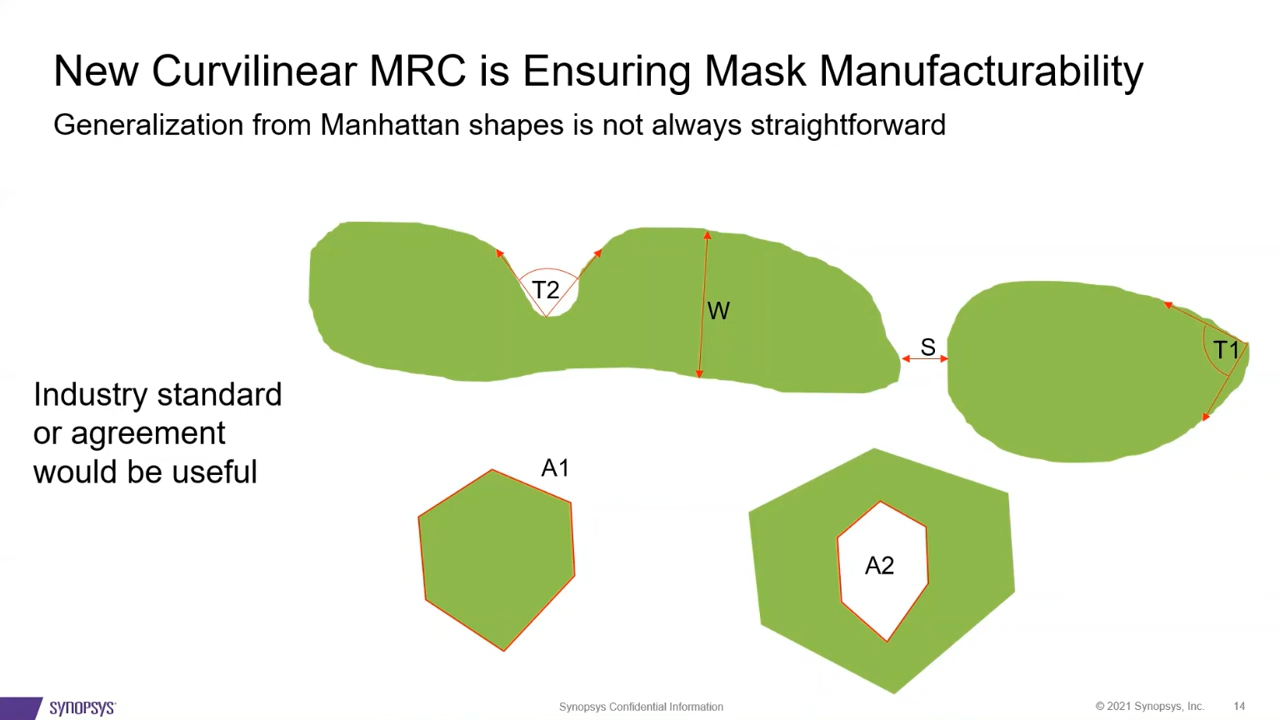 New Curvilinear MRC is Ensuring Mask Manufacturability
Generalization from Manhattan shapes is not always straightforward
T2
W
S
T1
Industry standard
or agreement
would be useful
A1
A2
SYNOPSYS
Synopsys Confidential Information
© 2021 Synopsys, Inc.
14